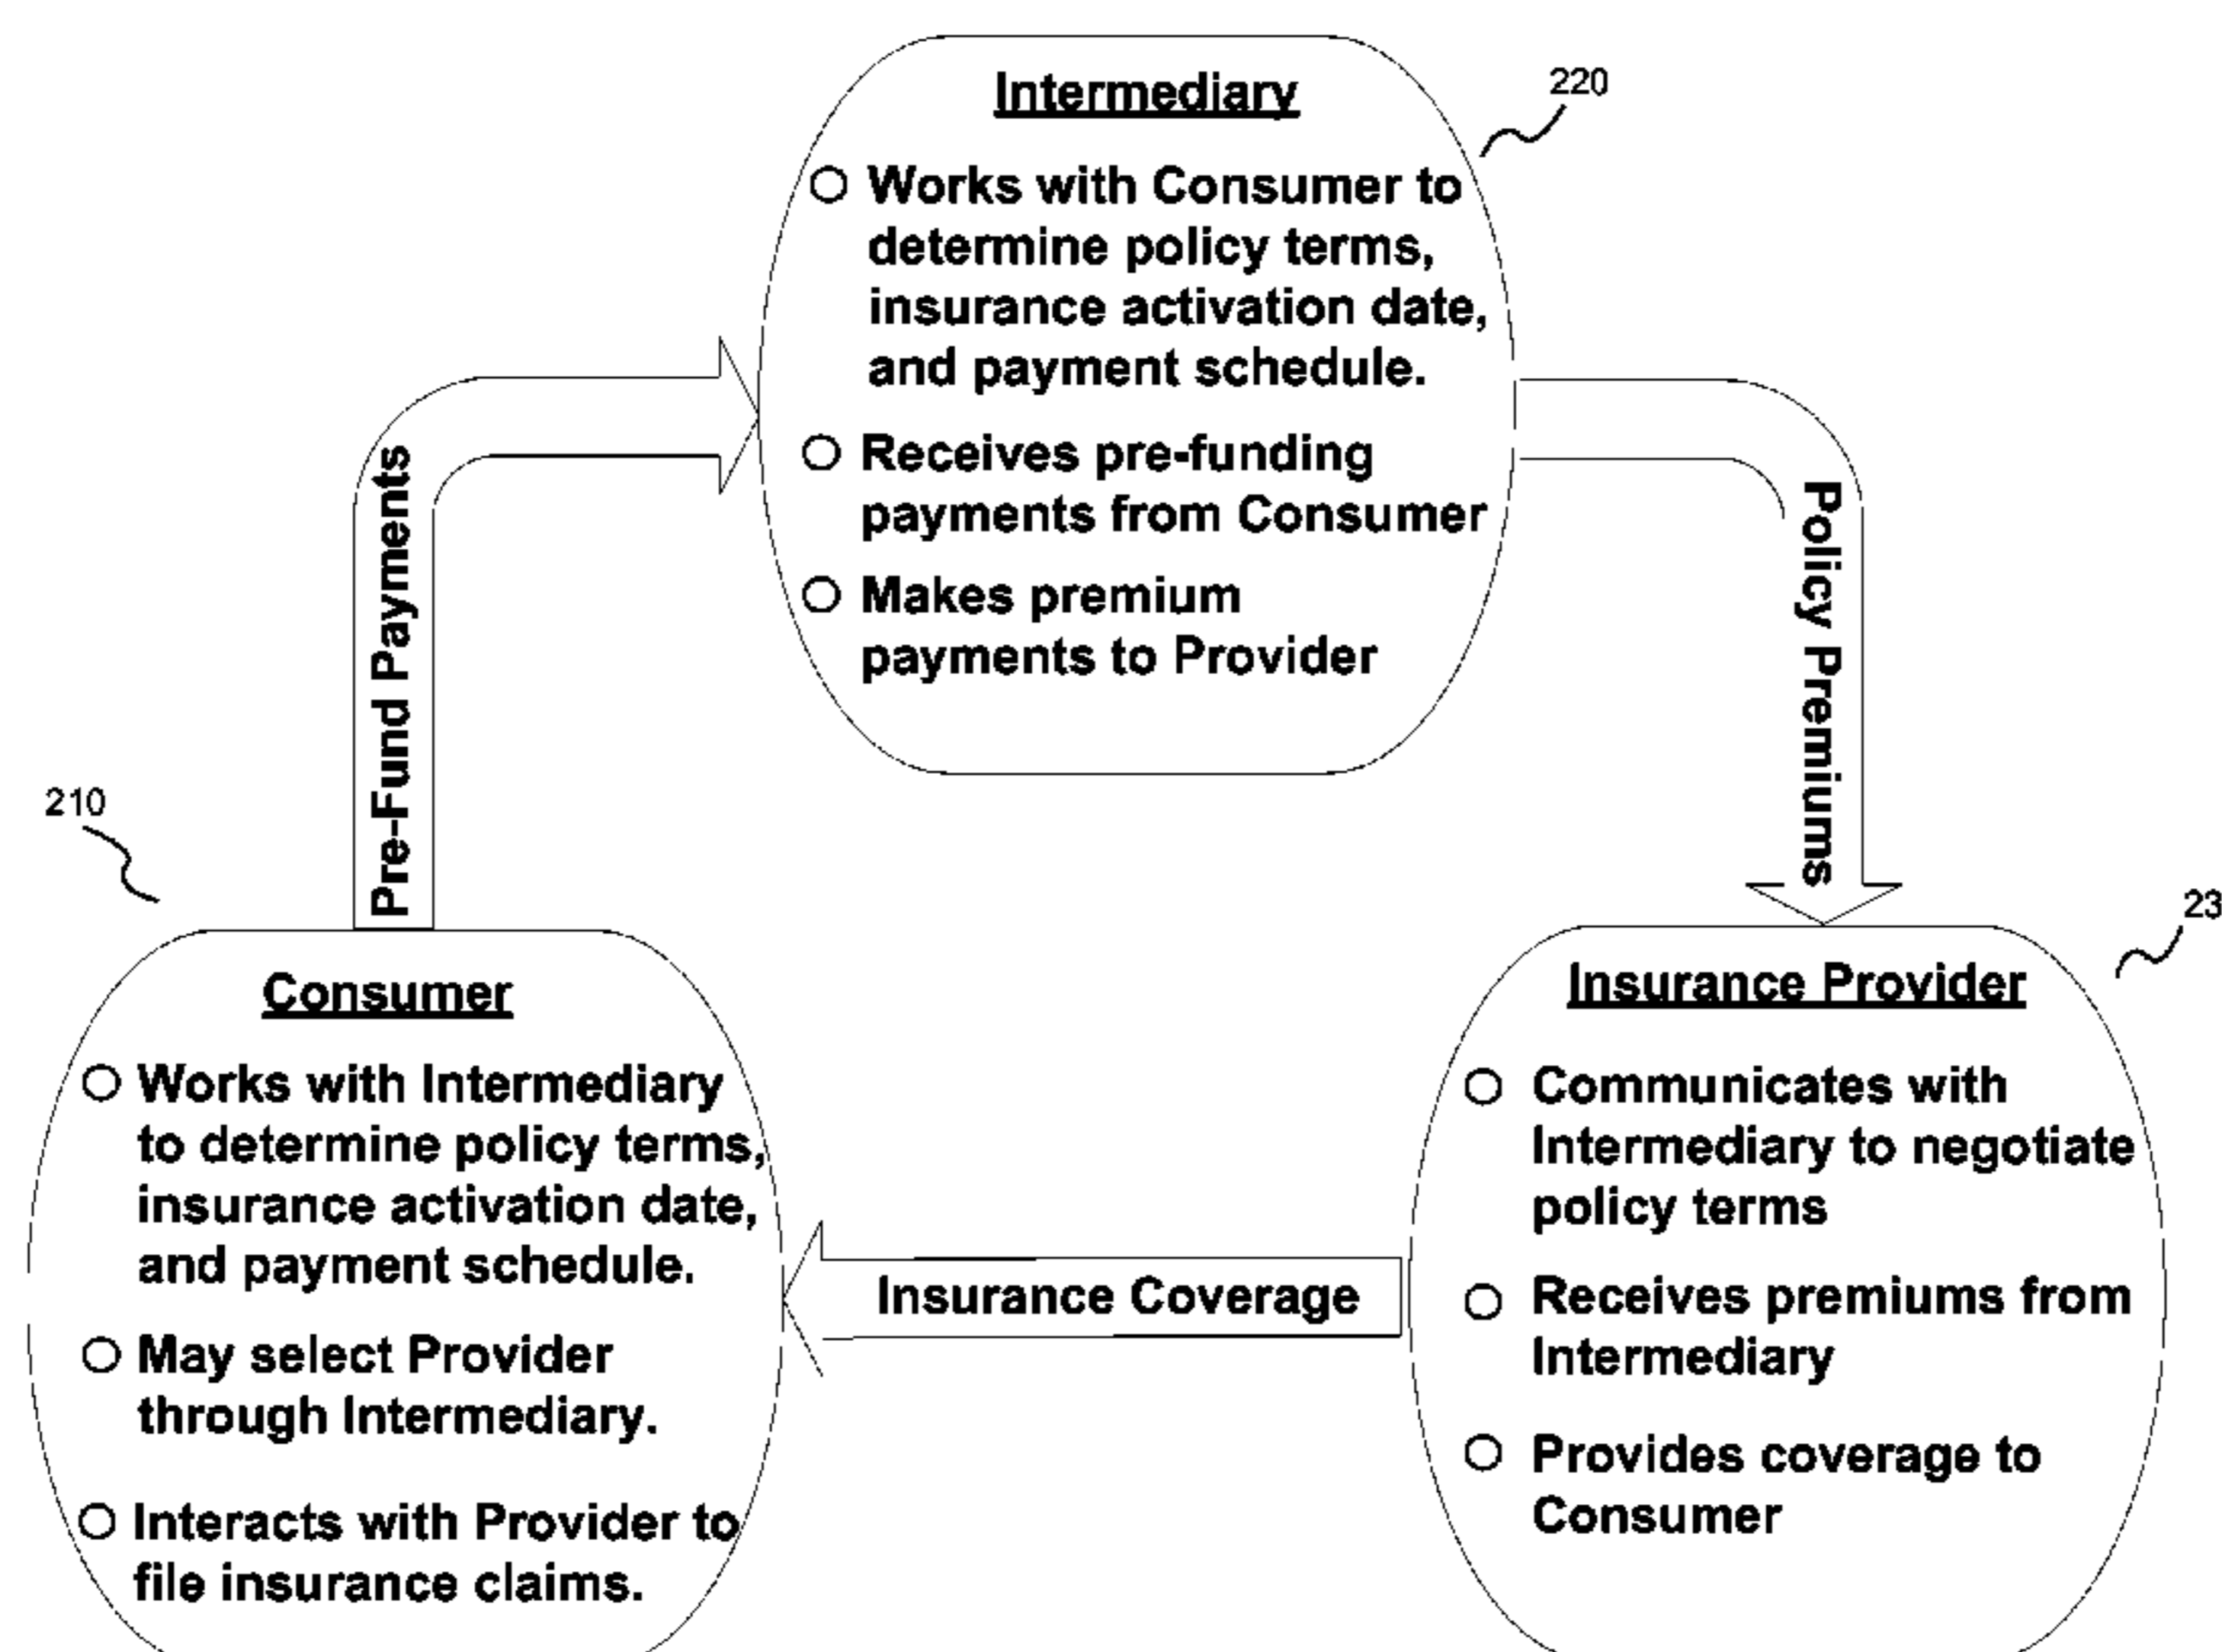 Intermediary
220
Works with Consumer to
determine policy terms,
insurance activation date,
and payment schedule.
Receives pre-funding
payments from Consumer
Makes premium
payments to Provider
Pre-Fund Payments
Policy Premiums
210
Consumer
Works with Intermediary
to determine policy terms,
insurance activation date,
and payment schedule.
May select Provider
through Intermediary.
Interacts with Provider to
file insurance claims.
Insurance Coverage
23
Insurance Provider
Communicates with
Intermediary to negotiate
policy terms
Receives premiums from
Intermediary
Provides coverage to
Consumer